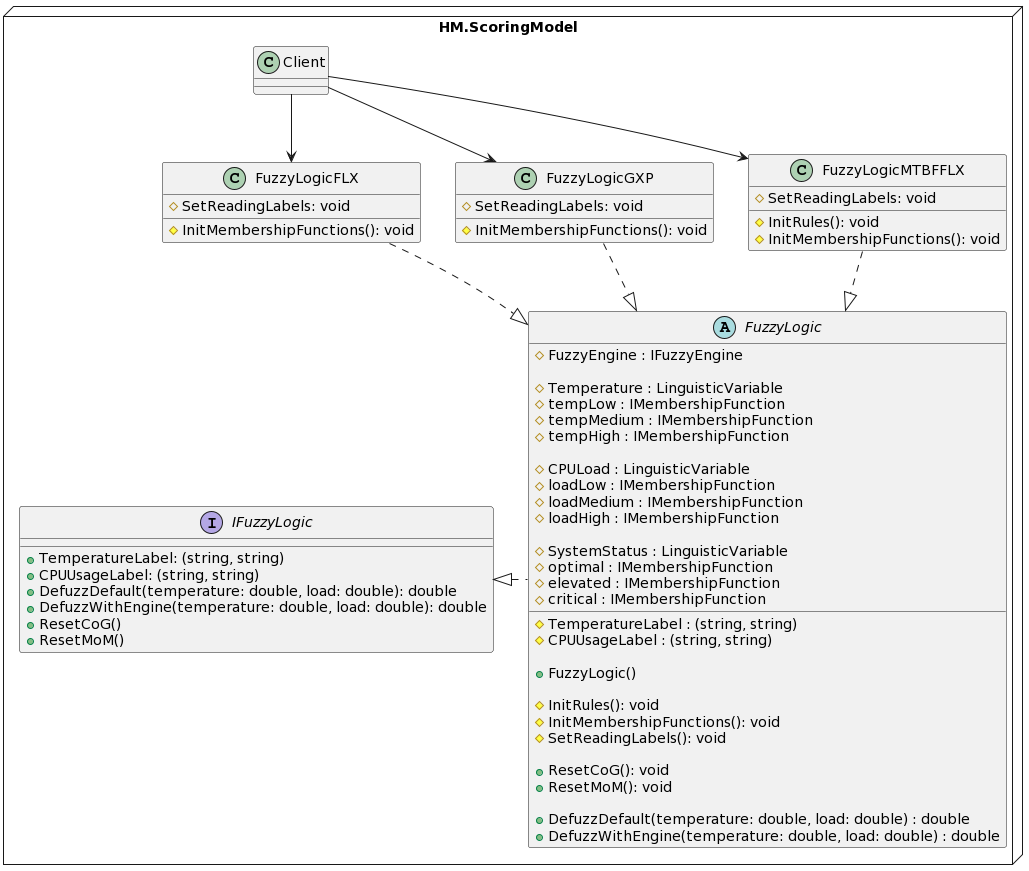 HM.ScoringModel
C Client
C FuzzyLogicFLX
SetReadingLabels: void
InitMembershipFunctions(): void
C FuzzyLogicGXP
SetReadingLabels: void
InitMembershipFunctions(): void
C FuzzyLogicMTBFFLX
SetReadingLabels: void
InitRules(): void
InitMembershipFunctions(): void
A FuzzyLogic
FuzzyEngine : IFuzzyEngine
Temperature : LinguisticVariable
tempLow : IMembershipFunction
tempMedium : IMembershipFunction
tempHigh : IMembershipFunction
CPULoad : LinguisticVariable
loadLow : IMembershipFunction
loadMedium : IMembershipFunction
loadHigh : IMembershipFunction
SystemStatus : LinguisticVariable
optimal : IMembershipFunction
elevated : IMembershipFunction
critical : IMembershipFunction
TemperatureLabel : (string, string)
CPUUsageLabel : (string, string)
FuzzyLogic()
InitRules(): void
InitMembershipFunctions(): void
SetReadingLabels(): void
ResetCoG(): void
ResetMoM(): void
DefuzzDefault(temperature: double, load: double) : double
DefuzzWithEngine(temperature: double, load: double) : double
I IFuzzyLogic
TemperatureLabel: (string, string)
CPUUsageLabel: (string, string)
DefuzzDefault(temperature: double, load: double): double
DefuzzWithEngine(temperature: double, load: double): double
ResetCoG()
ResetMoM()